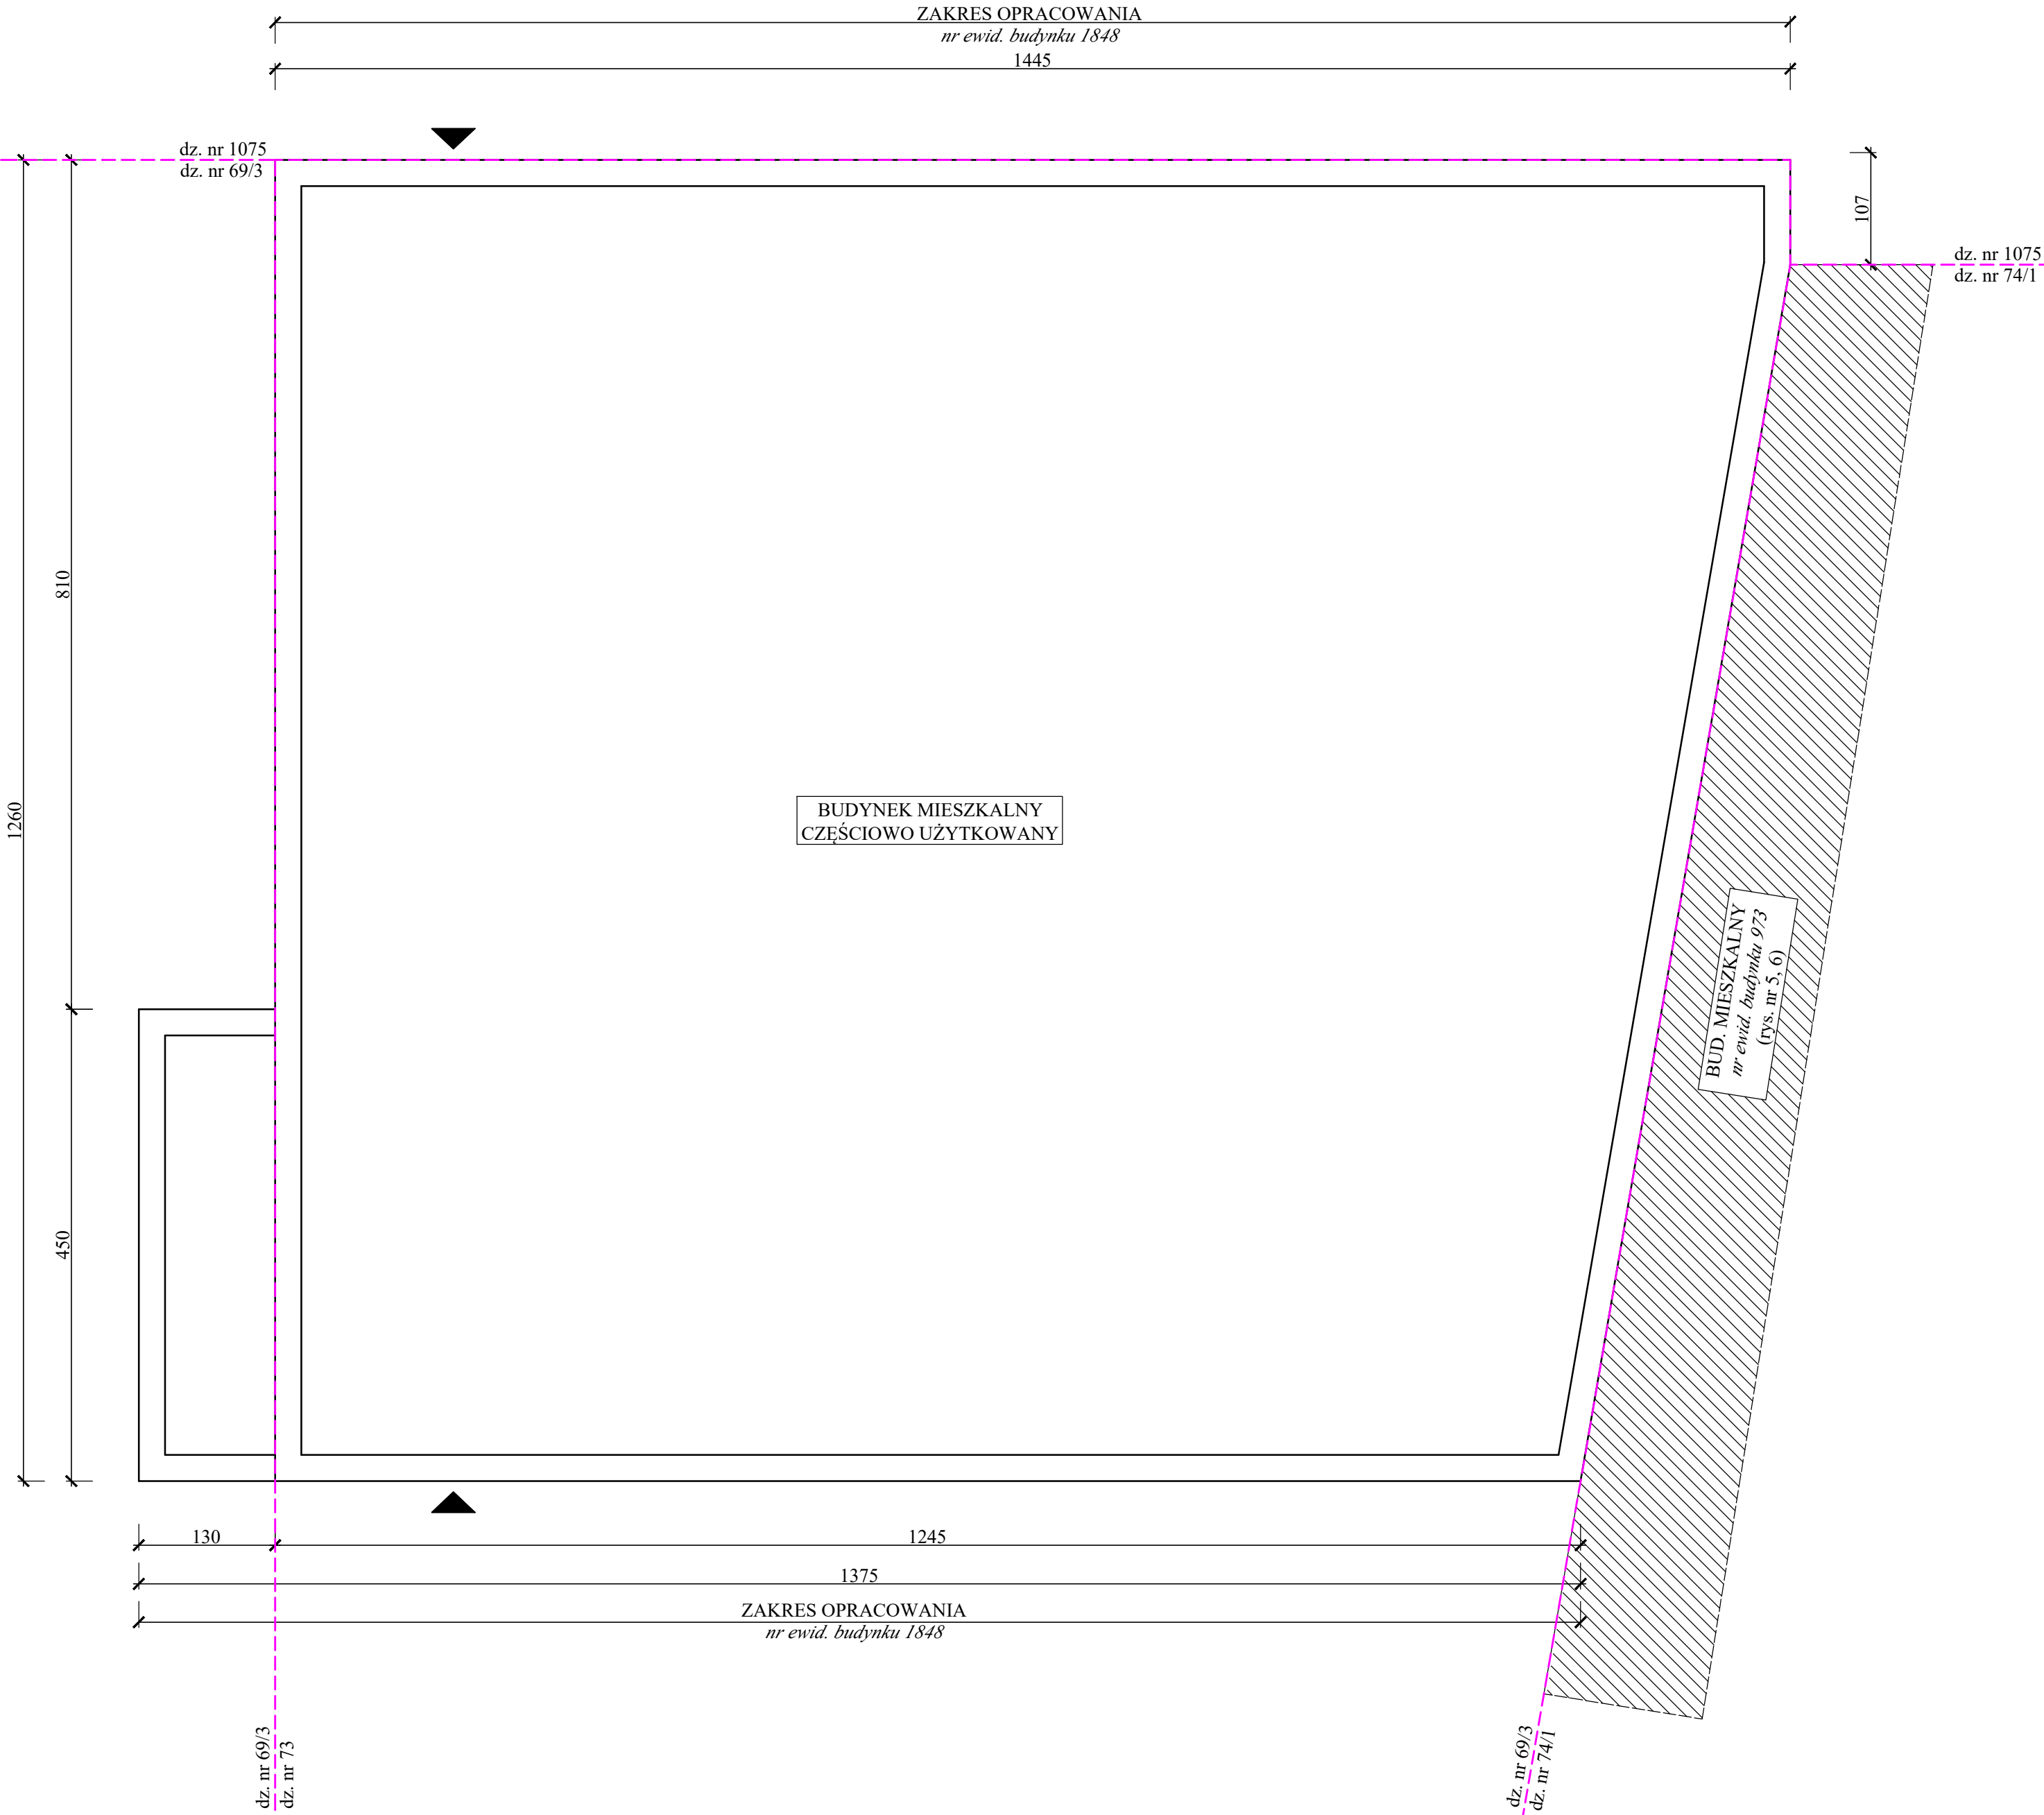 ZAKRES OPRACOWANIA
nr ewid. budynku 1848
1445
dz. nr 1075
dz. nr 69/3
107
dz. nr 1075
dz. nr 74/1
810
1260
BUDYNEK MIESZKALNY
CZĘŚCIOWO UŻYTKOWANY
BUD. MIESZKALNY
nr ewid. budynku 973
(rys. nr 5, 6)
450
130
1245
1375
ZAKRES OPRACOWANIA
nr ewid. budynku 1848
dz. nr 69/3
dz. nr 73
dz. nr 69/3
dz. nr 74/1